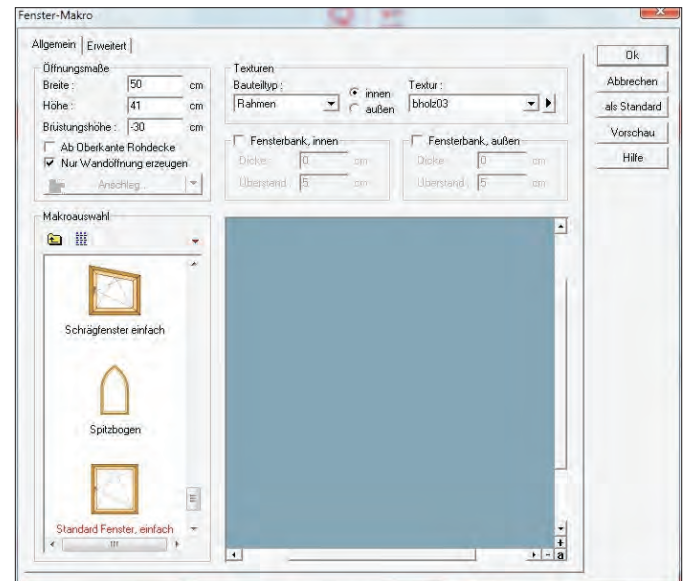 Fenster-Makro
Allgemein Erweitert
Öffnungsmaße
Breite : 50 cm
Höhe : 41 cm
Brüstungshöhe : -30 cm
Ab Oberkante Rohdecke
Nur Wandöffnung erzeugen
Anschlag...
Texturen
Bauteiltyp :
Rahmen
innen
außen
Textur :
bholz03
Fensterbank, innen
Dicke : 0 cm
Überstand : 5 cm
Fensterbank, außen
Dicke : 0 cm
Überstand : 5 cm
Ok
Abbrechen
als Standard
Vorschau
Hilfe
Makroauswahl
Schrägfenster einfach
Spitzbogen
Standard Fenster, einfach
+
- a